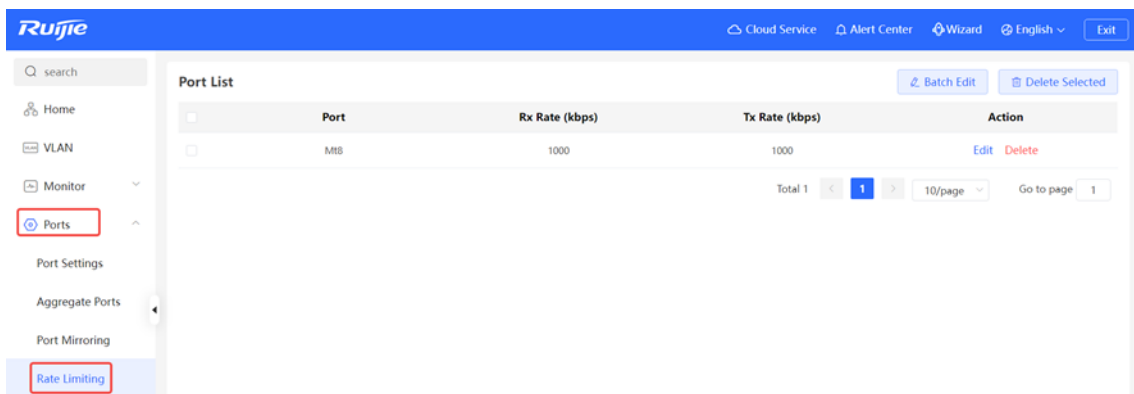 Ruijie
Cloud Service Alert Center Wizard English Exit
search
Home
VLAN
Monitor
Ports
Port Settings
Aggregate Ports
Port Mirroring
Rate Limiting
Port List
Batch Edit Delete Selected
Port Rx Rate (kbps) Tx Rate (kbps) Action
Mt8 1000 1000 Edit Delete
Total 1 < 1 > 10/page Go to page 1